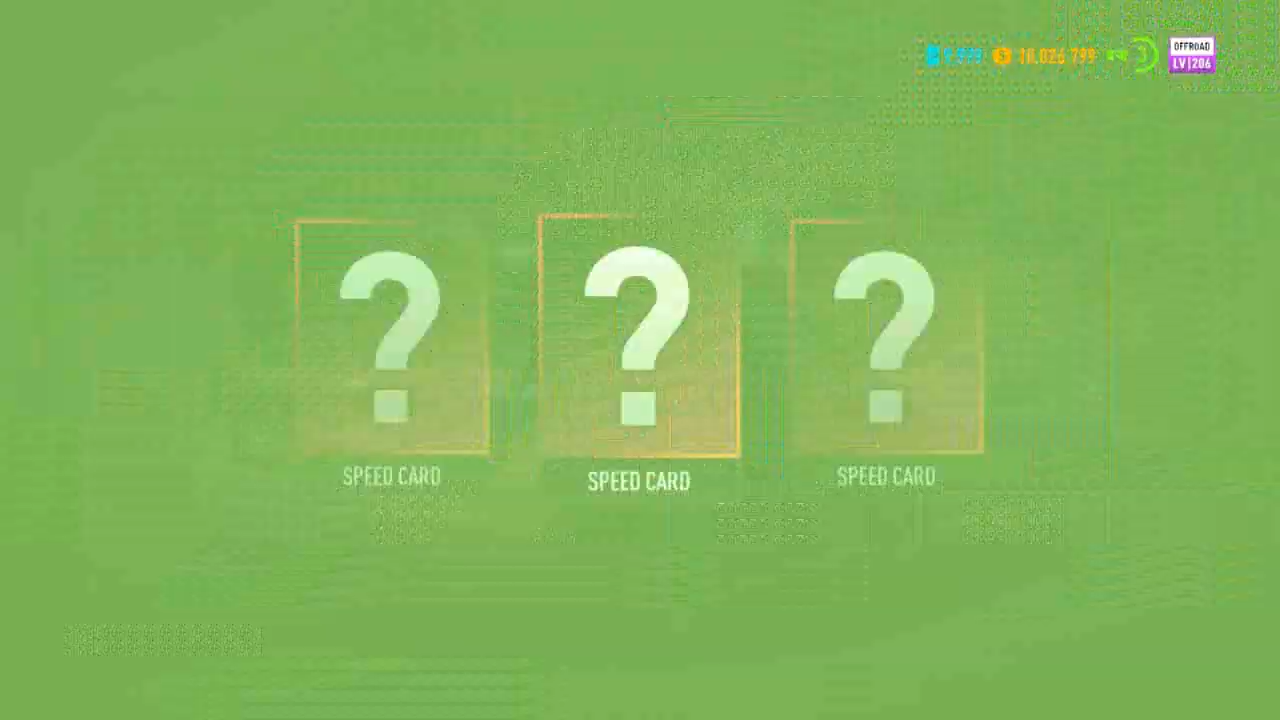 OFFROAD
LV|206
? ? ?
SPEED CARD SPEED CARD SPEED CARD